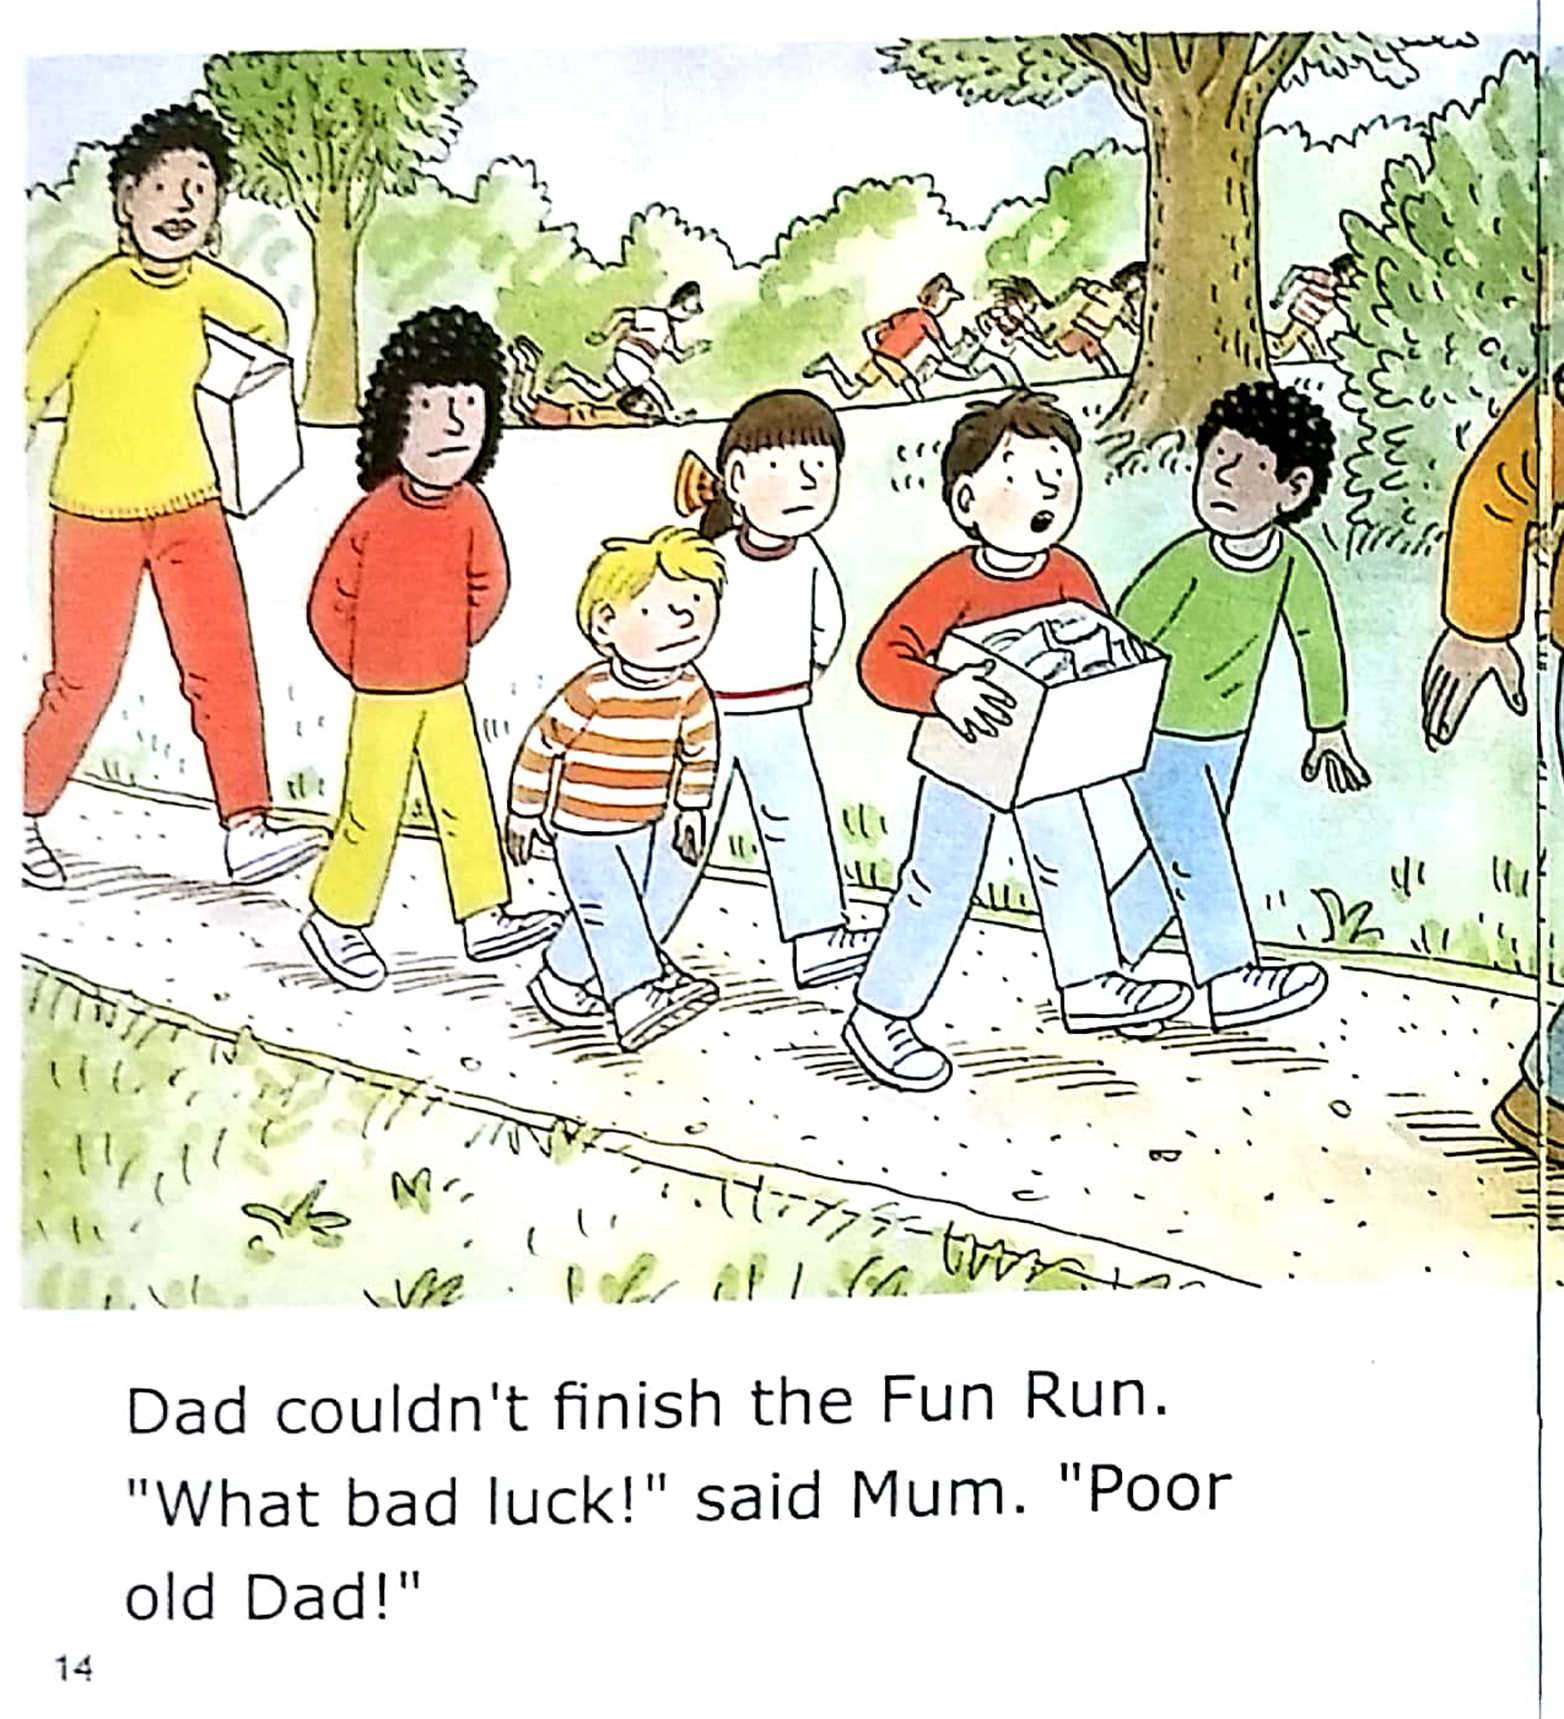 Dad couldn't finish the Fun Run.
"What bad luck!" said Mum. "Poor
old Dad!"
14